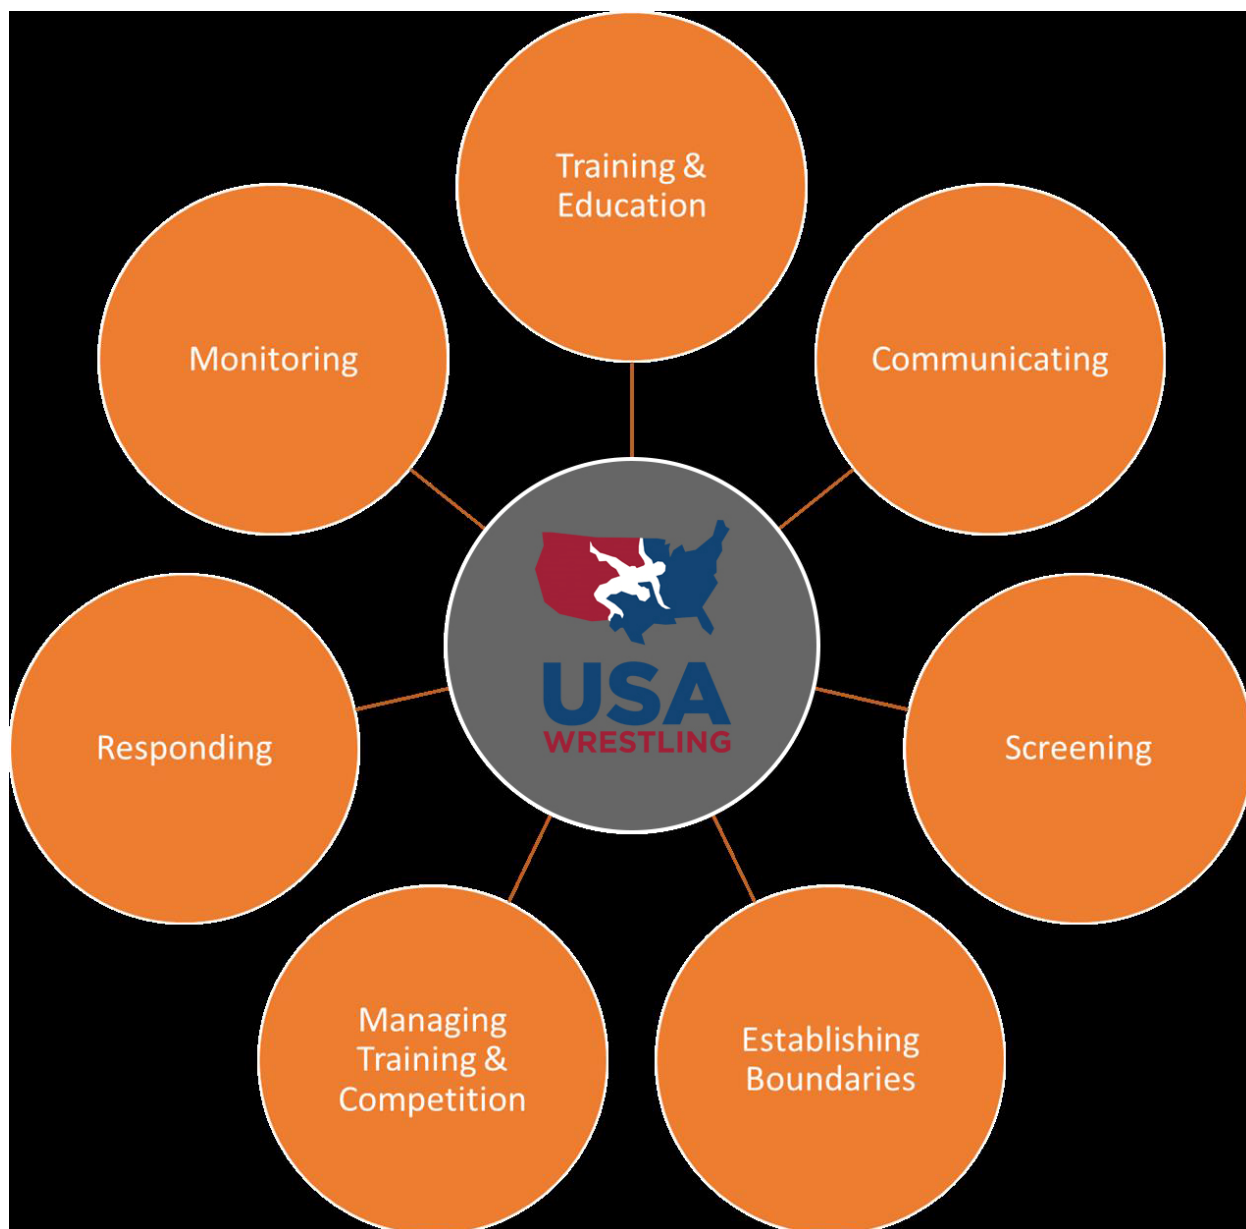 Training &
Education
Communicating
Screening
Establishing
Boundaries
Managing
Training &
Competition
Responding
Monitoring
USA
WRESTLING